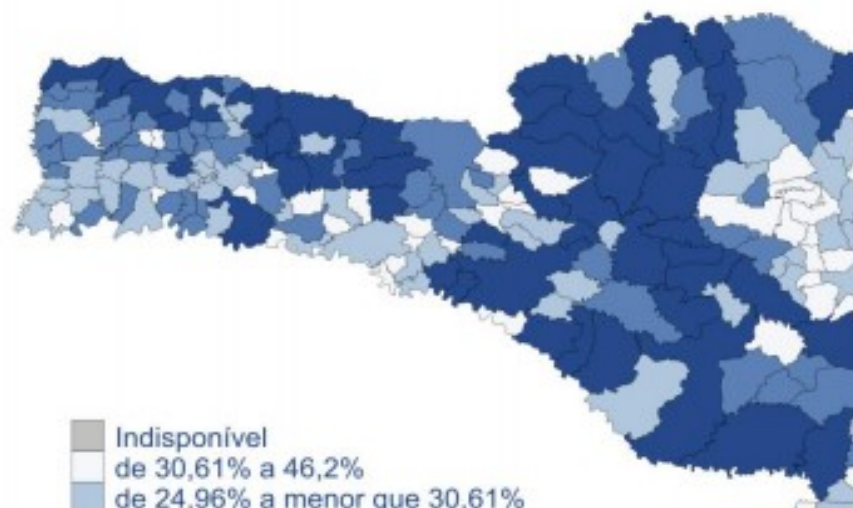 Indisponível
de 30,61% a 46,2%
de 24,96% a menor que 30,61%